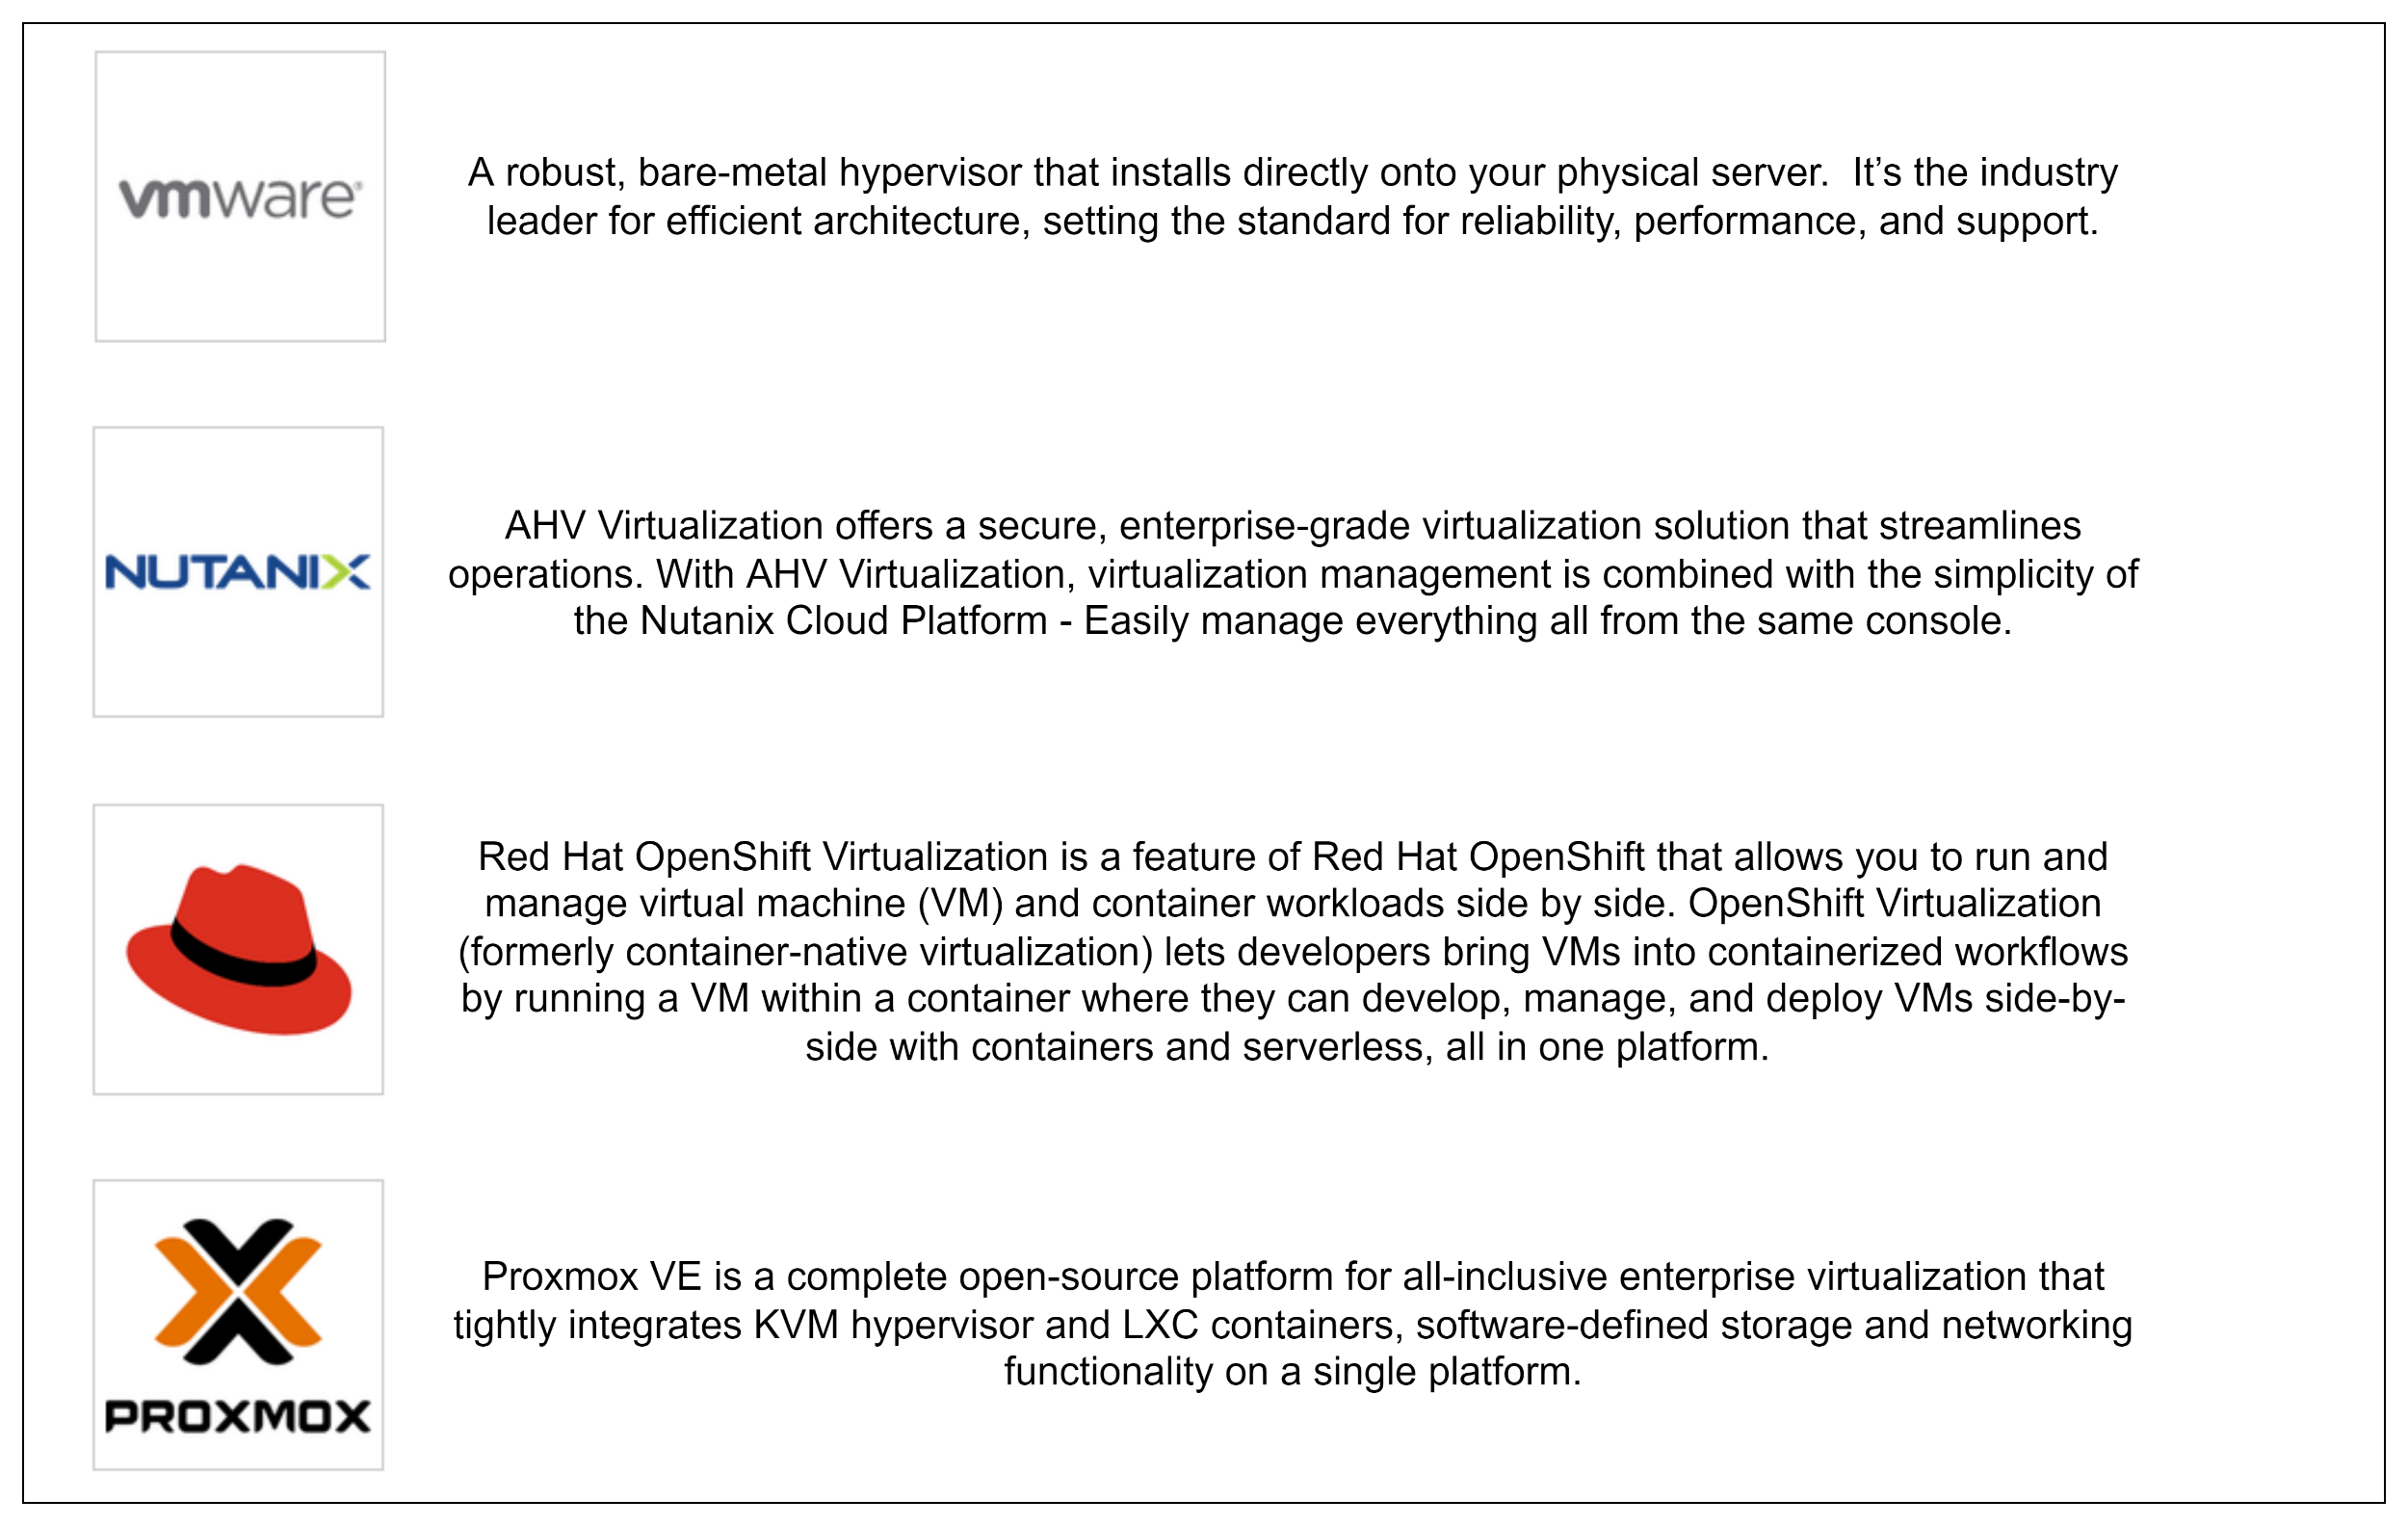 vmware®
A robust, bare-metal hypervisor that installs directly onto your physical server.  It’s the industry
leader for efficient architecture, setting the standard for reliability, performance, and support.
NUTANIX
AHV Virtualization offers a secure, enterprise-grade virtualization solution that streamlines
operations. With AHV Virtualization, virtualization management is combined with the simplicity of
the Nutanix Cloud Platform - Easily manage everything all from the same console.
Red Hat OpenShift Virtualization is a feature of Red Hat OpenShift that allows you to run and
manage virtual machine (VM) and container workloads side by side. OpenShift Virtualization
(formerly container-native virtualization) lets developers bring VMs into containerized workflows
by running a VM within a container where they can develop, manage, and deploy VMs side-by-
side with containers and serverless, all in one platform.
Proxmox VE is a complete open-source platform for all-inclusive enterprise virtualization that
tightly integrates KVM hypervisor and LXC containers, software-defined storage and networking
functionality on a single platform.
PROXMOX